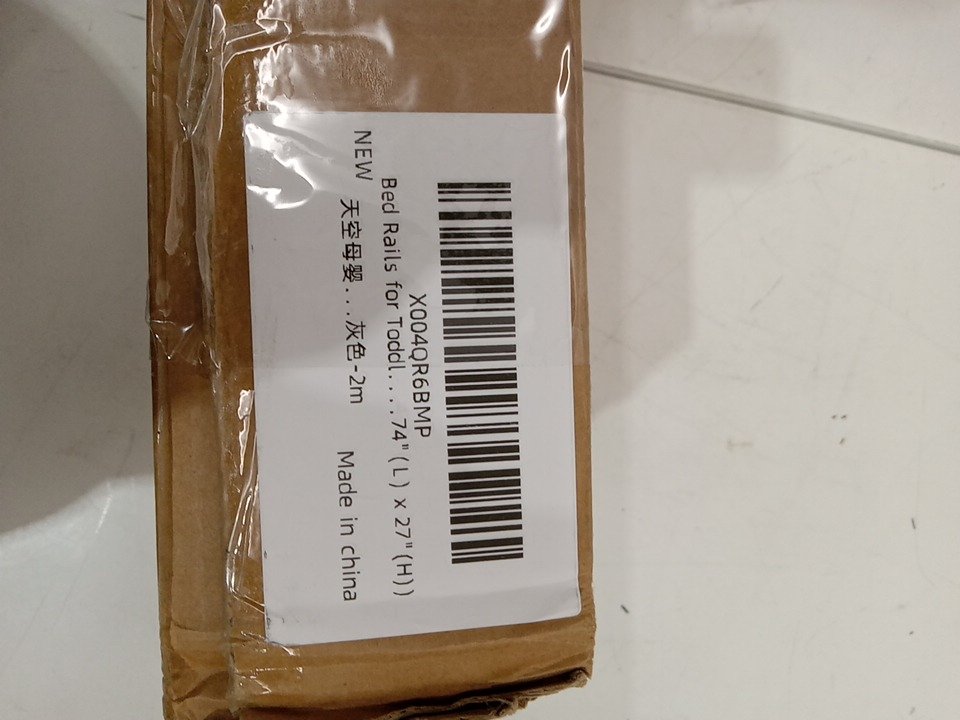 X004QR6BMP
Bed Rails for Toddl....74"(L) x 27"(H))
NEW 天空母婴...灰色-2m Made in china